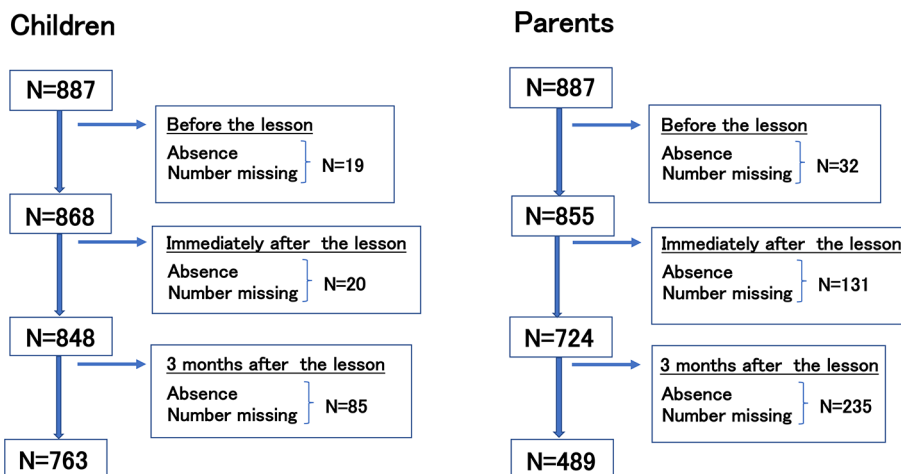 Children
N=887
Before the lesson
Absence
Number missing
N=19
N=868
Immediately after the lesson
Absence
Number missing
N=20
N=848
3 months after the lesson
Absence
Number missing
N=85
N=763
Parents
N=887
Before the lesson
Absence
Number missing
N=32
N=855
Immediately after the lesson
Absence
Number missing
N=131
N=724
3 months after the lesson
Absence
Number missing
N=235
N=489